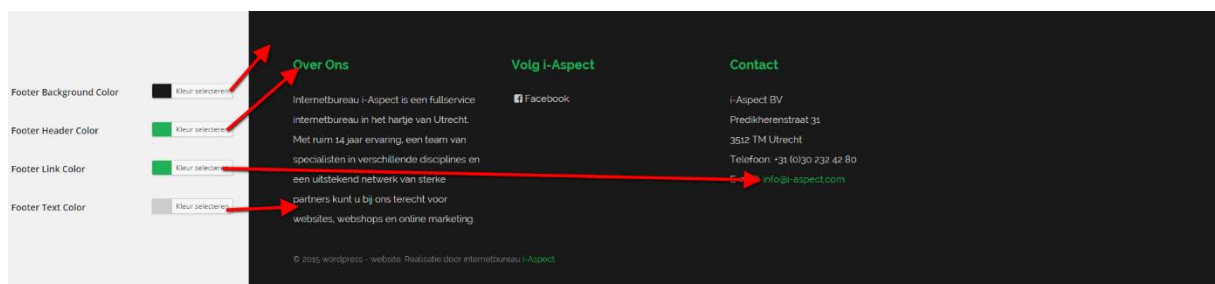 Footer Background Color
Kleur selecteren
Footer Header Color
Kleur selecteren
Footer Link Color
Kleur selecteren
Footer Text Color
Kleur selecteren
Over Ons
Internetbureau i-Aspect is een fullservice
internetbureau in het hartje van Utrecht.
Met ruim 14 jaar ervaring, een team van
specialisten in verschillende disciplines en
een uitstekend netwerk van sterke
partners kunt u bij ons terecht voor
websites, webshops en online marketing.
Volg i-Aspect
Facebook
Contact
i-Aspect BV
Predikherenstraat 31
3512 TM Utrecht
Telefoon: +31 (0)30 232 42 80
info@i-aspect.com
© 2015 wordpress - website. Realisatie door internetbureau i-Aspect